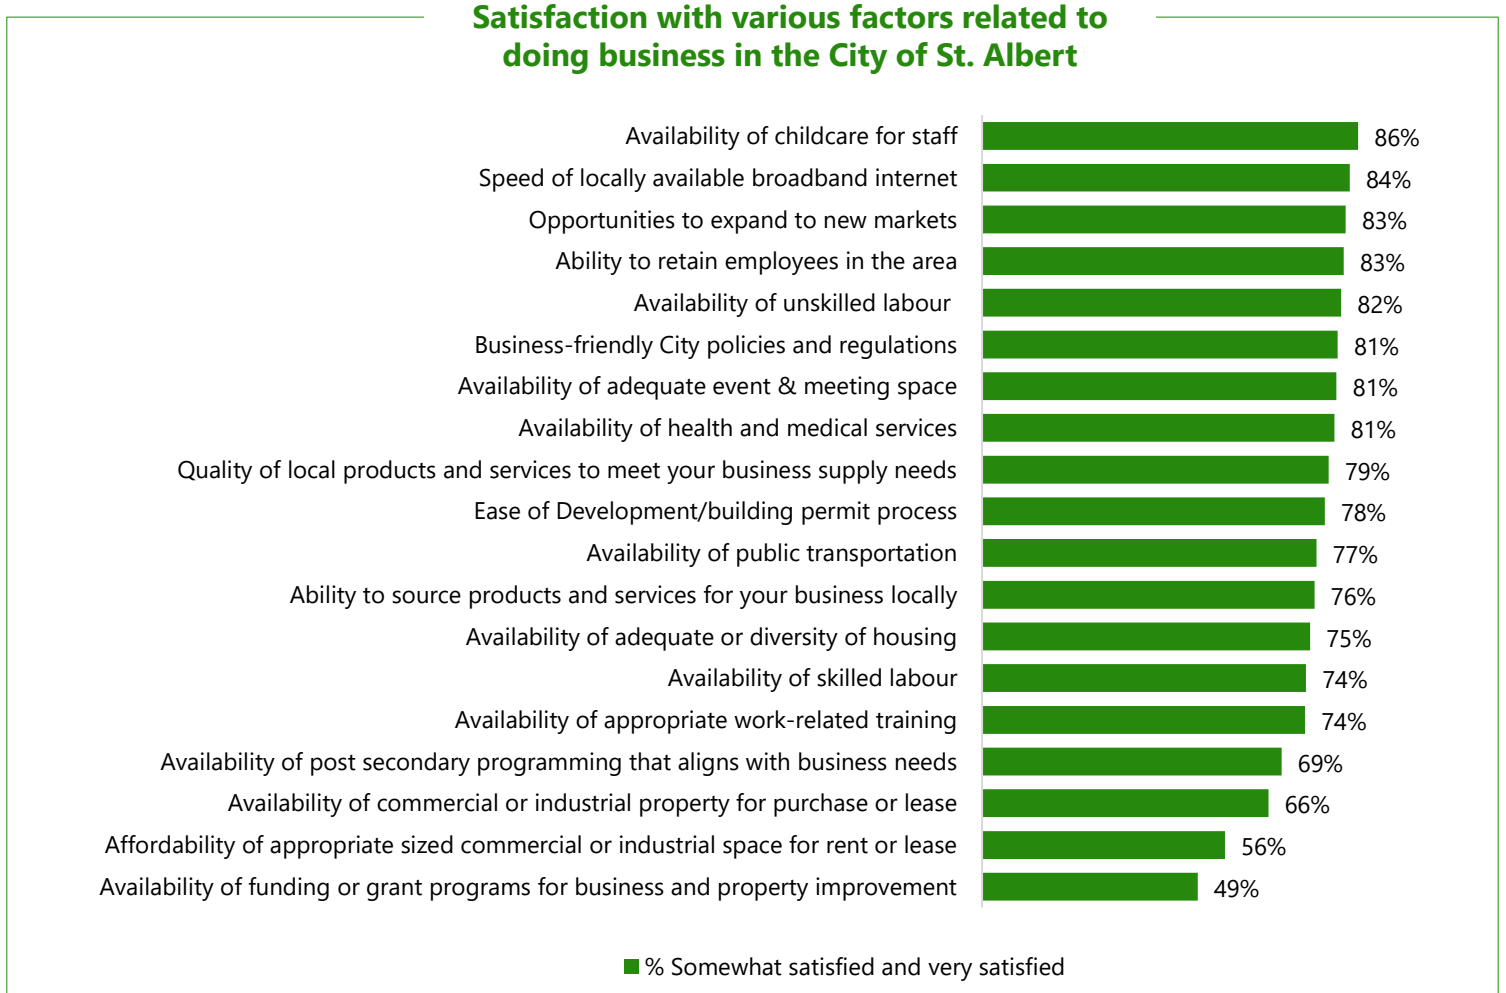 Satisfaction with various factors related to
doing business in the City of St. Albert
Availability of childcare for staff 86%
Speed of locally available broadband internet 84%
Opportunities to expand to new markets 83%
Ability to retain employees in the area 83%
Availability of unskilled labour 82%
Business-friendly City policies and regulations 81%
Availability of adequate event & meeting space 81%
Availability of health and medical services 81%
Quality of local products and services to meet your business supply needs 79%
Ease of Development/building permit process 78%
Availability of public transportation 77%
Ability to source products and services for your business locally 76%
Availability of adequate or diversity of housing 75%
Availability of skilled labour 74%
Availability of appropriate work-related training 74%
Availability of post secondary programming that aligns with business needs 69%
Availability of commercial or industrial property for purchase or lease 66%
Affordability of appropriate sized commercial or industrial space for rent or lease 56%
Availability of funding or grant programs for business and property improvement 49%
% Somewhat satisfied and very satisfied